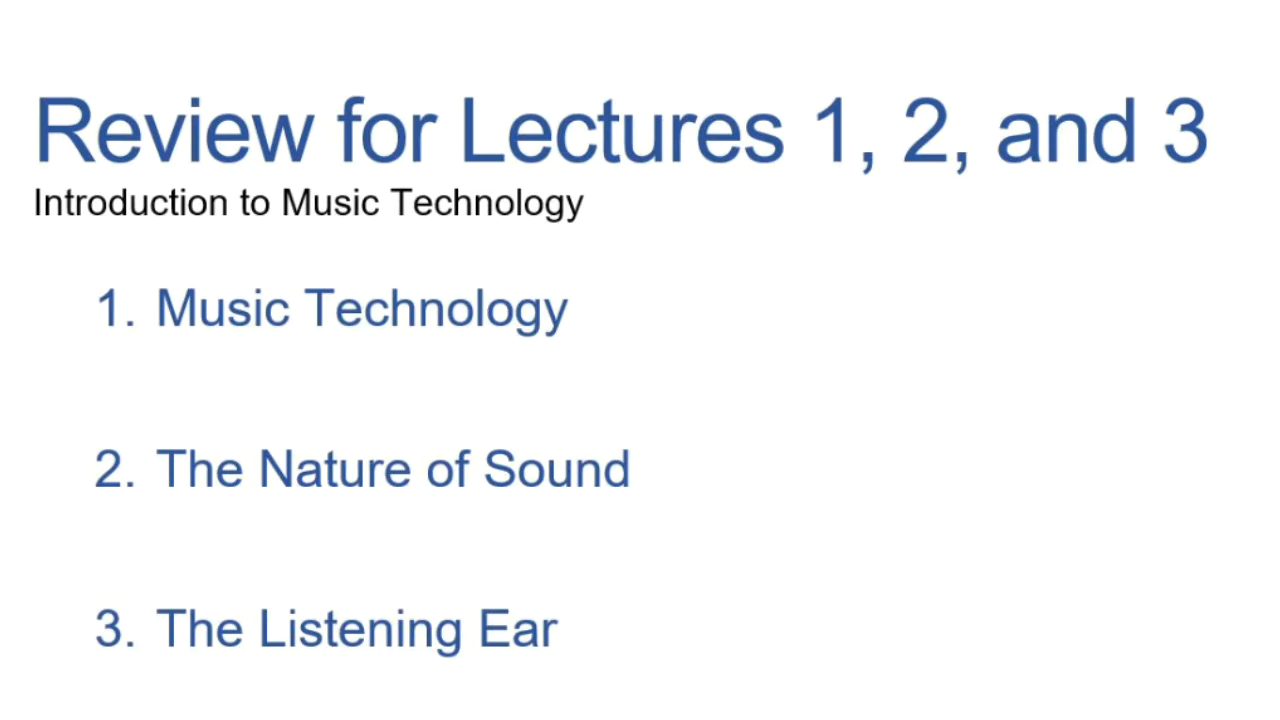 Review for Lectures 1, 2, and 3
Introduction to Music Technology
1. Music Technology
2. The Nature of Sound
3. The Listening Ear